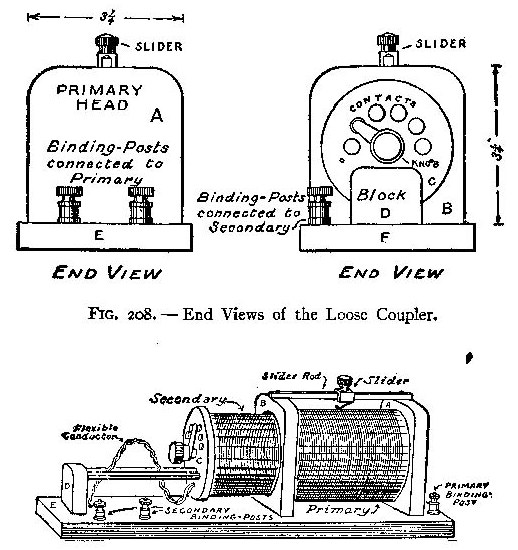 3¼
SLIDER
PRIMARY
HEAD
A
Binding-Posts
connected to
Primary
E
END VIEW
SLIDER
CONTACTS
KNOB
C
B
Block
D
Binding-Posts
connected to
Secondary
F
END VIEW
FIG. 208. — End Views of the Loose Coupler.
Slider Rod
Slider
Secondary
B
A
Flexible
Conductor
C
D
E
SECONDARY
BINDING-POSTS
Primary
PRIMARY
BINDING-
POST